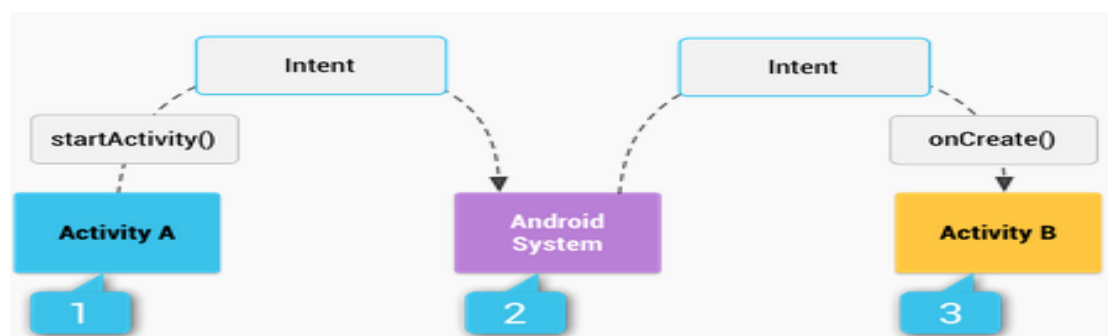 Intent
Intent
startActivity()
onCreate()
Activity A
Android
System
Activity B
1
2
3